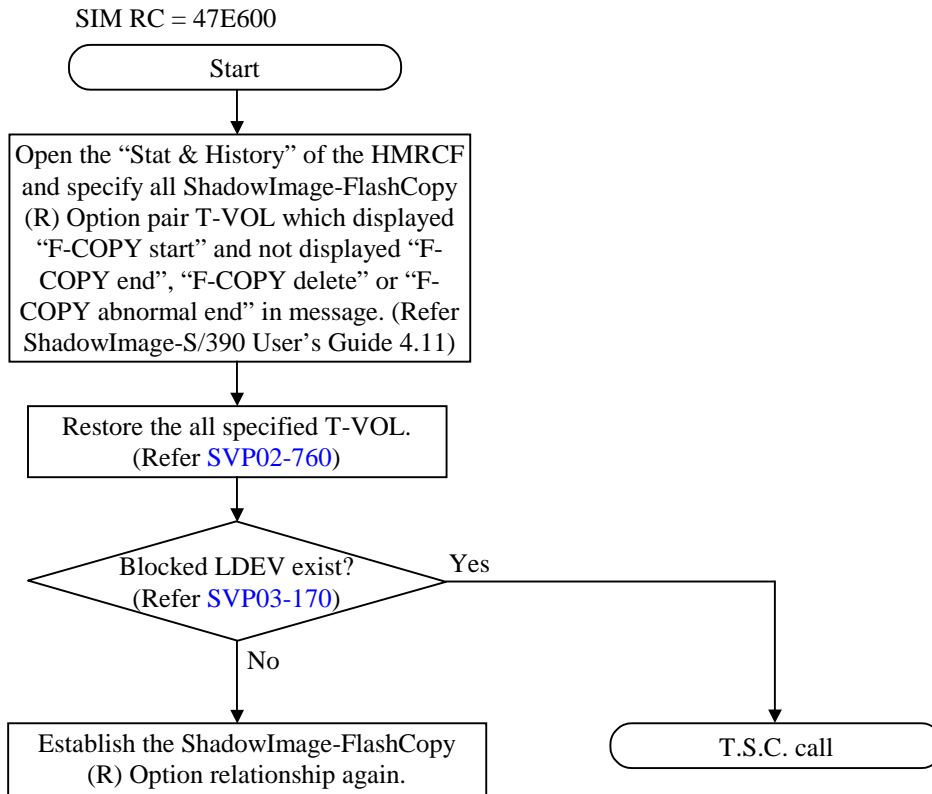 SIM RC = 47E600
Start
Open the “Stat & History” of the HMRCF
and specify all ShadowImage-FlashCopy
(R) Option pair T-VOL which displayed
“F-COPY start” and not displayed “F-
COPY end”, “F-COPY delete” or “F-
COPY abnormal end” in message. (Refer
ShadowImage-S/390 User’s Guide 4.11)
Restore the all specified T-VOL.
(Refer SVP02-760)
Blocked LDEV exist?
(Refer SVP03-170)
Yes
No
Establish the ShadowImage-FlashCopy
(R) Option relationship again.
T.S.C. call